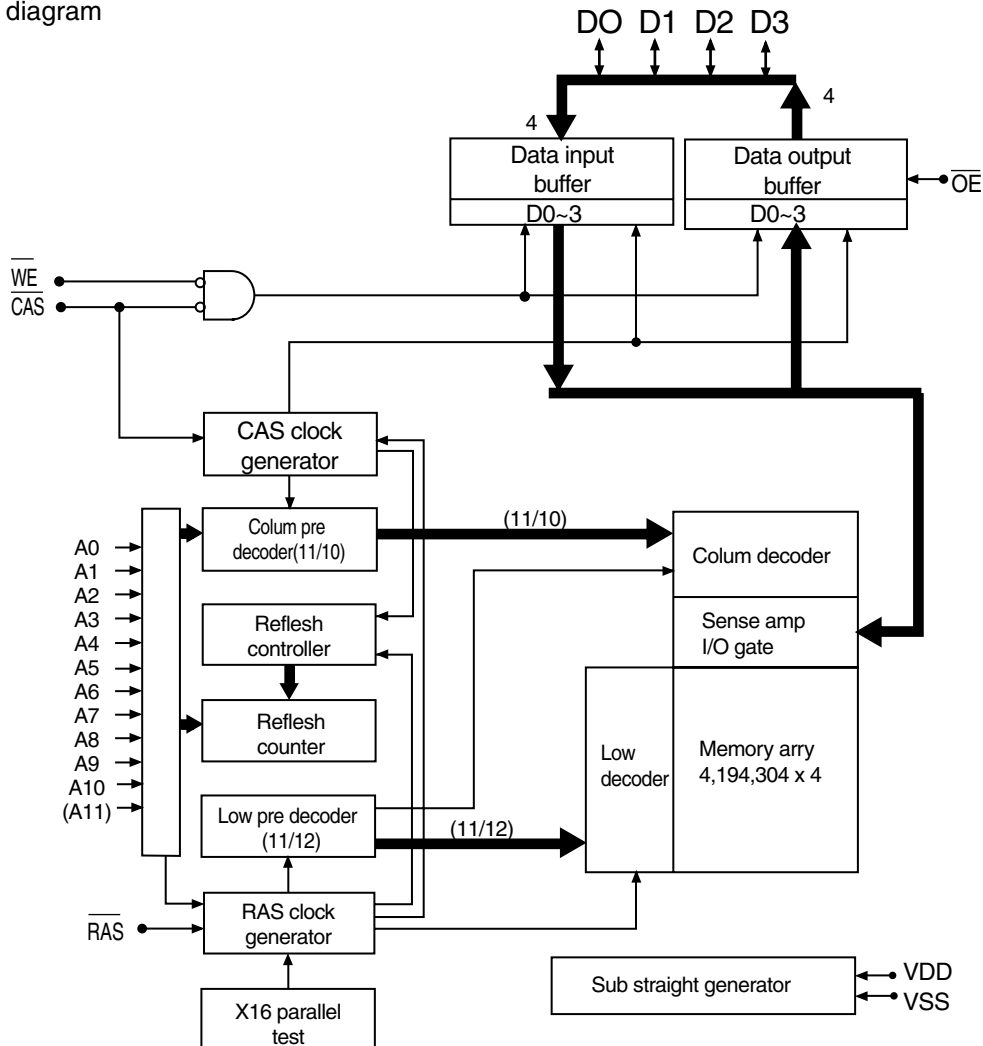 diagram
DO D1 D2 D3
4
4
Data input
buffer
D0~3
Data output
buffer
D0~3
OE
WE
CAS
CAS clock
generator
Colum pre
decoder(11/10)
(11/10)
Colum decoder
A0
A1
A2
A3
A4
A5
A6
A7
A8
A9
A10
(A11)
Reflesh
controller
Sense amp
I/O gate
Reflesh
counter
Low
decoder
Memory arry
4,194,304 x 4
Low pre decoder
(11/12)
(11/12)
RAS
RAS clock
generator
Sub straight generator
VDD
VSS
X16 parallel
test